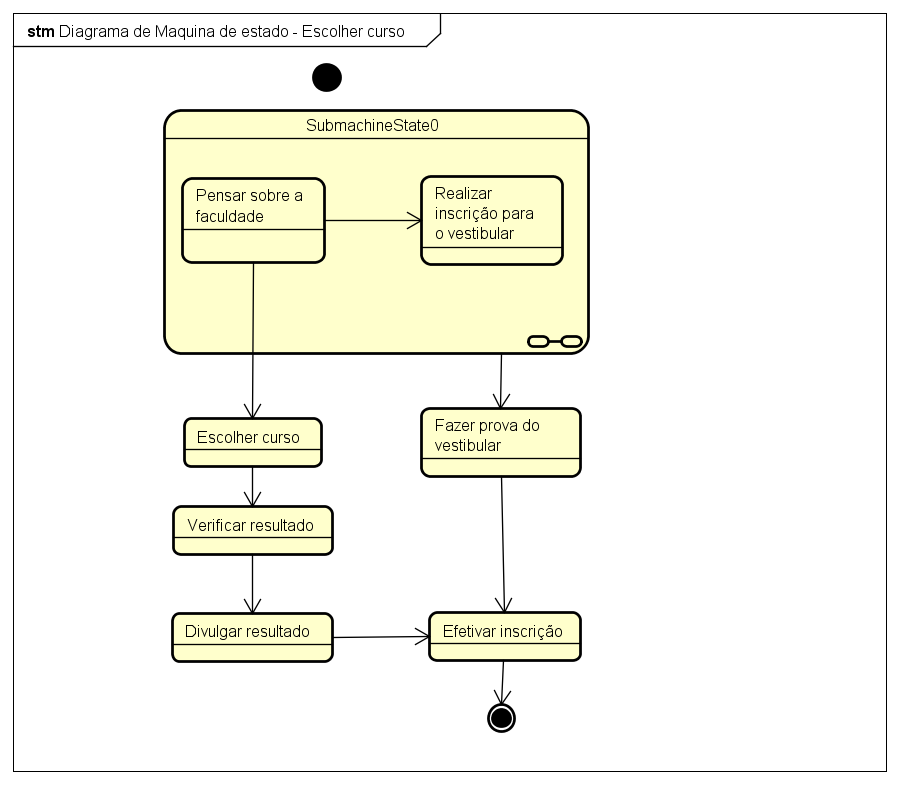 stm Diagrama de Maquina de estado - Escolher curso
SubmachineState0
Pensar sobre a
faculdade
Realizar
inscrição para
o vestibular
Escolher curso
Fazer prova do
vestibular
Verificar resultado
Divulgar resultado
Efetivar inscrição